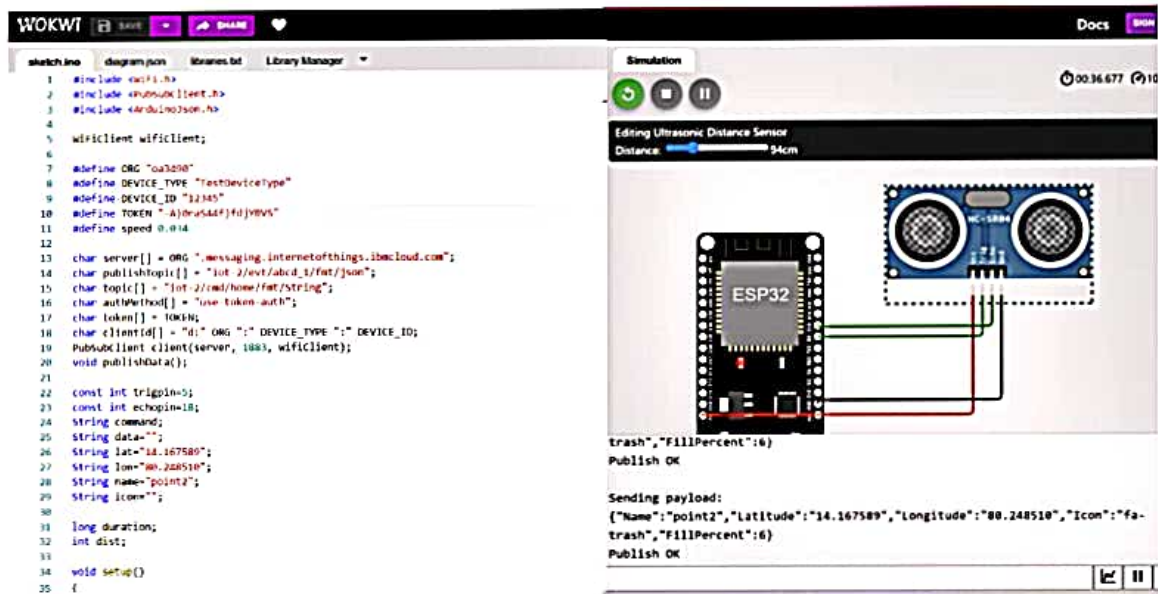 WOKWI SAVE SHARE
sketch.ino diagram.json libraries.txt Library Manager
1 #include <WiFi.h>
2 #include <PubSubClient.h>
3 #include <ArduinoJson.h>
4
5 WiFiClient wifiClient;
6
7 #define ORG "oa3d90"
8 #define DEVICE_TYPE "TestDeviceType"
9 #define DEVICE_ID "12345"
10 #define TOKEN
11 #define speed 0.034
12
13 char server[] = ORG ".messaging.internetofthings.ibmcloud.com";
14 char publishTopic[] = "iot-2/evt/abcd_1/fmt/json";
15 char topic[] = "iot-2/cmd/home/fmt/String";
16 char authMethod[] = "use-token-auth";
17 char token[] = TOKEN;
18 char clientId[] = "d:" ORG ":" DEVICE_TYPE ":" DEVICE_ID;
19 PubSubClient client(server, 1883, wifiClient);
20 void publishData();
21
22 const int trigpin=5;
23 const int echopin=18;
24 String command;
25 String data="";
26 String lat="14.167589";
27 String lon="80.248510";
28 String name="point2";
29 String icon="";
30
31 long duration;
32 int dist;
33
34 void setup()
35 {
Docs SIGN
Simulation
00:36.677 10
Editing Ultrasonic Distance Sensor
Distance: 94cm
HC-SR04
ESP32
trash","FillPercent":6}
Publish OK
Sending payload:
{"Name":"point2","Latitude":"14.167589","Longitude":"80.248510","Icon":"fa-
trash","FillPercent":6}
Publish OK